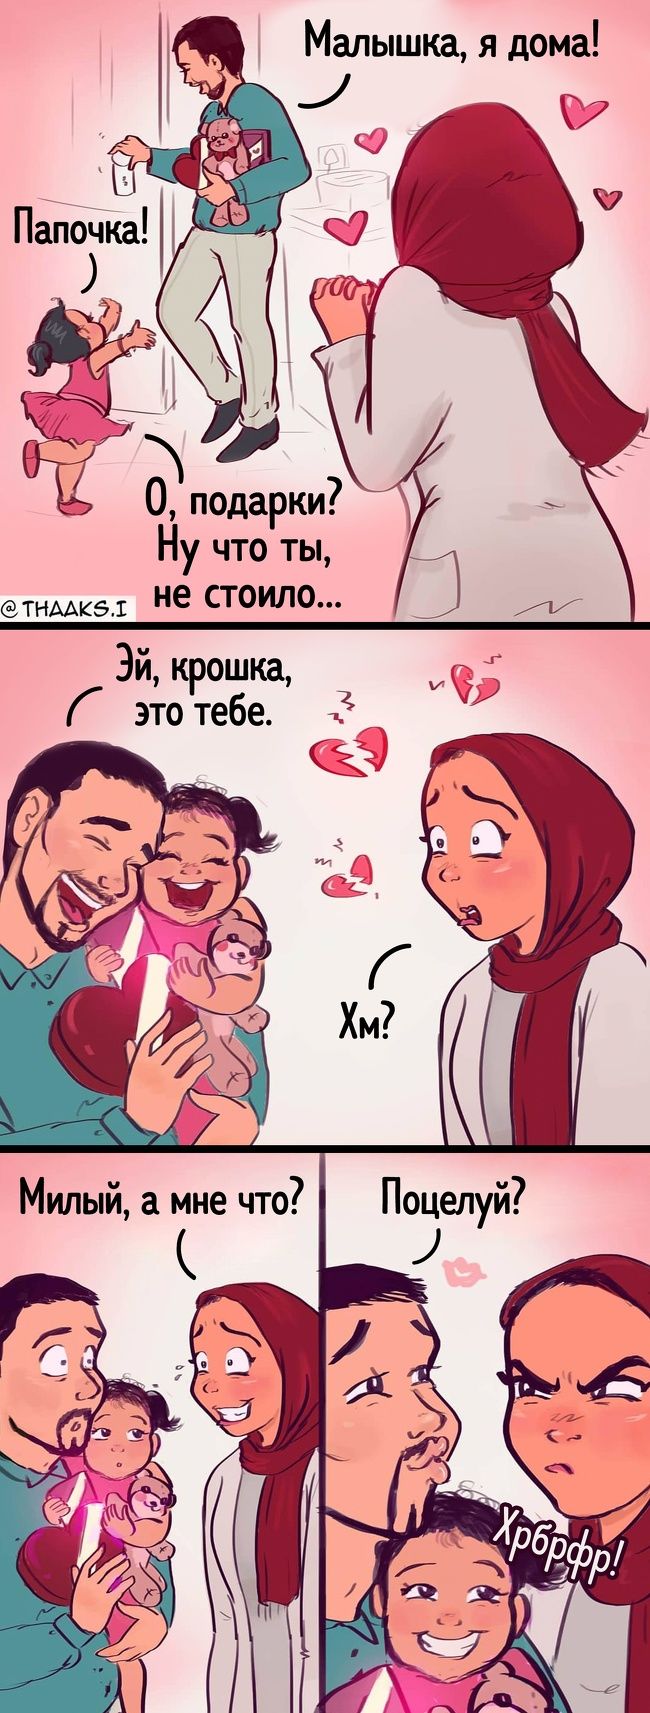 Малышка, я дома!
Папочка!
О, подарки?
Ну что ты,
не стоило...
@THAAKS.I
Эй, крошка,
это тебе.
Хм?
Милый, а мне что?
Поцелуй?
Хрбрфр!